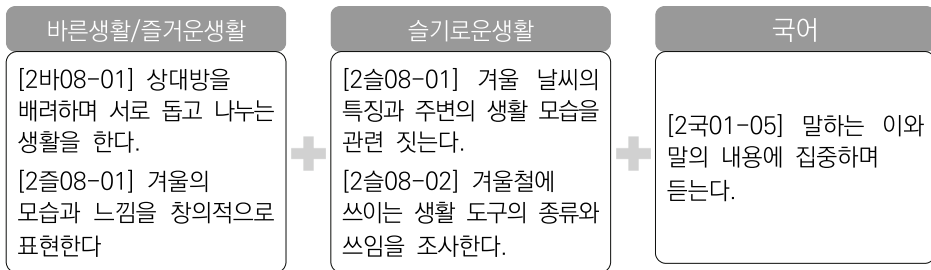 바른생활/즐거운생활
[2바08-01] 상대방을
배려하며 서로 돕고 나누는
생활을 한다.
[2즐08-01] 겨울의
모습과 느낌을 창의적으로
표현한다
슬기로운생활
[2슬08-01] 겨울 날씨의
특징과 주변의 생활 모습을
관련 짓는다.
[2슬08-02] 겨울철에
쓰이는 생활 도구의 종류와
쓰임을 조사한다.
국어
[2국01-05] 말하는 이와
말의 내용에 집중하며
듣는다.